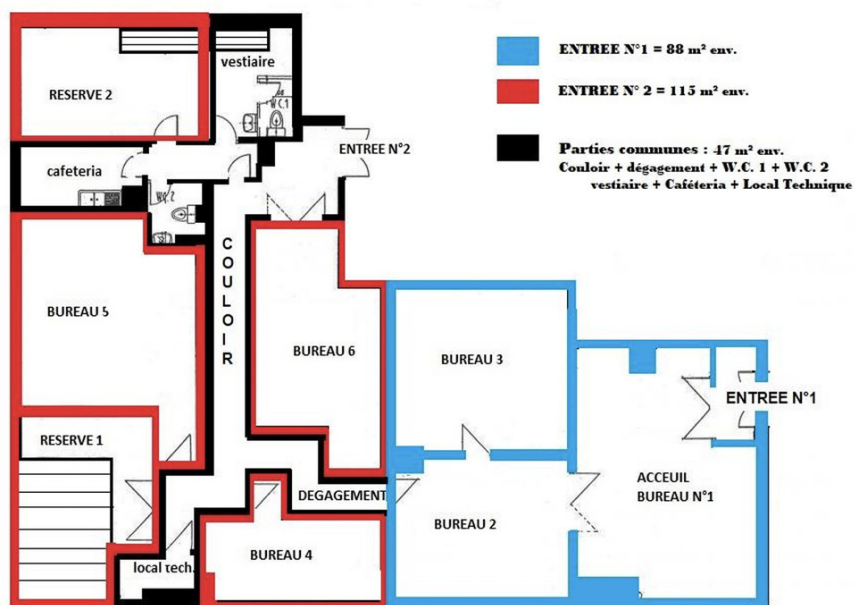 ENTREE N°1 = 88 m² env.
ENTREE N° 2 = 115 m² env.
Parties communes : 47 m² env.
Couloir + dégagement + W.C. 1 + W.C. 2
vestiaire + Caféteria + Local Technique
vestiaire
RESERVE 2
W.C.1
ENTREE N°2
cafeteria
W.C.2
COULOIR
BUREAU 5
BUREAU 6
BUREAU 3
ENTREE N°1
RESERVE 1
ACCEUIL
BUREAU N°1
DEGAGEMENT
BUREAU 2
BUREAU 4
local tech.